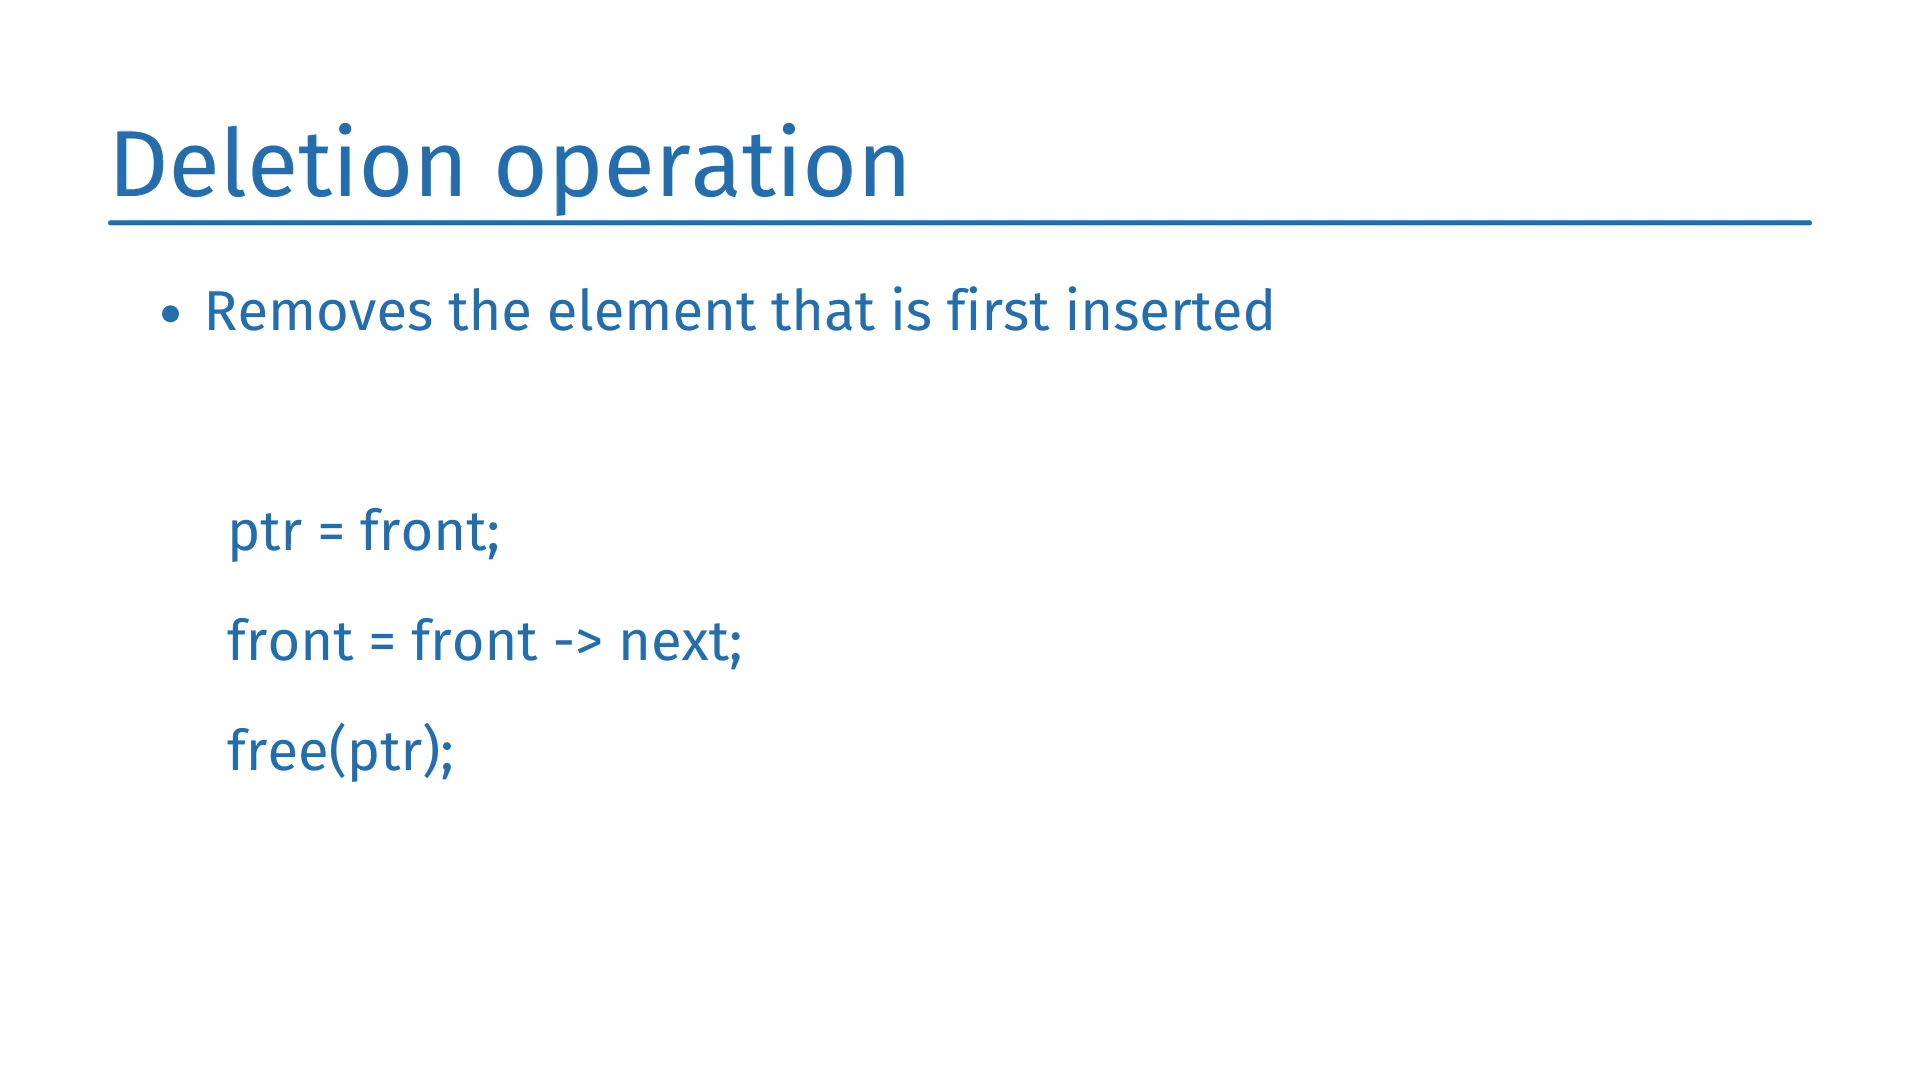 Deletion operation
• Removes the element that is first inserted
ptr = front;
front = front -> next;
free(ptr);